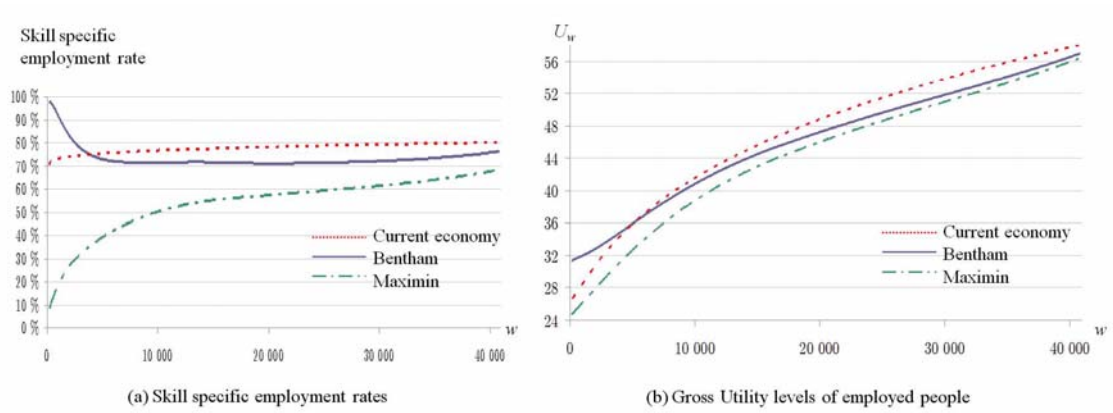 Skill specific
employment rate
100 %
90 %
80 %
70 %
60 %
50 %
40 %
30 %
20 %
10 %
0 %
0
10 000
20 000
30 000
40 000
w
Current economy
Bentham
Maximin
(a) Skill specific employment rates
U_w
56
52
48
44
40
36
32
28
24
0
10 000
20 000
30 000
40 000
w
Current economy
Bentham
Maximin
(b) Gross Utility levels of employed people